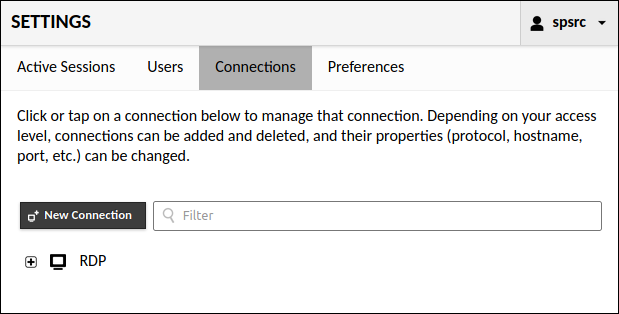 SETTINGS
spsrc
Active Sessions Users Connections Preferences
Click or tap on a connection below to manage that connection. Depending on your access
level, connections can be added and deleted, and their properties (protocol, hostname,
port, etc.) can be changed.
New Connection
Filter
RDP